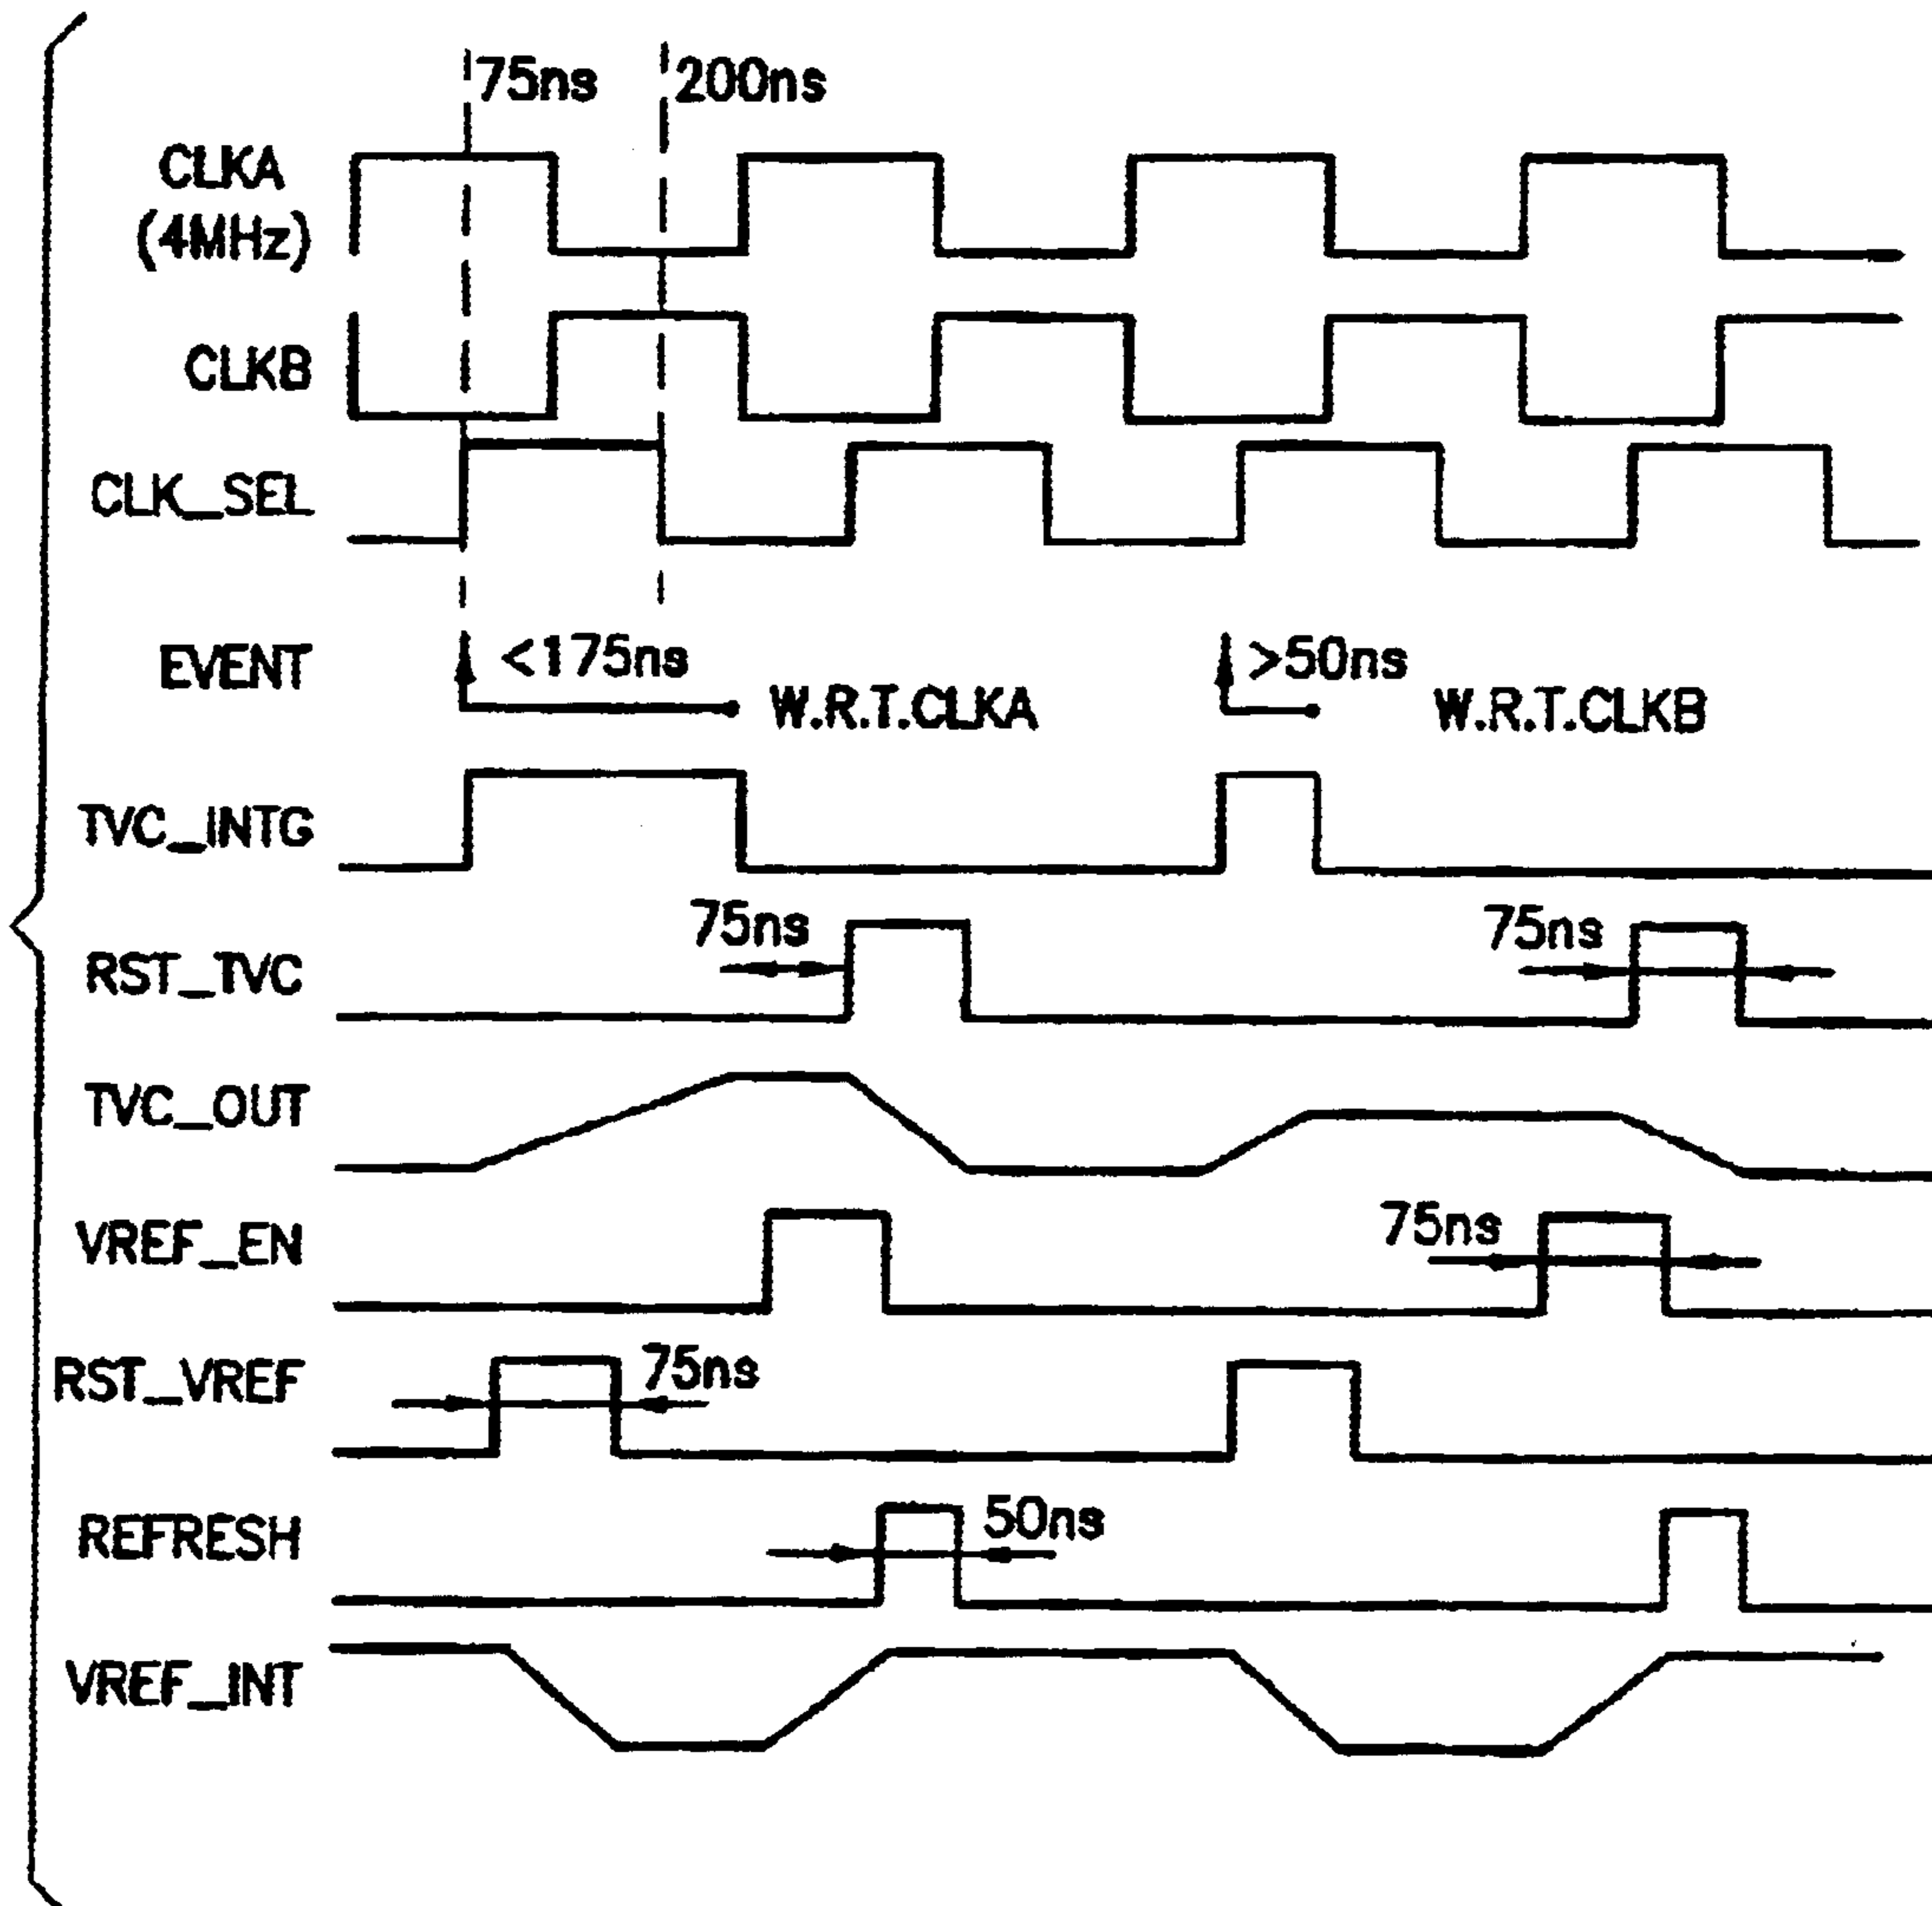 75ns 200ns
CLKA
(4MHz)
CLKB
CLK_SEL
EVENT <175ns W.R.T.CLKA >50ns W.R.T.CLKB
TVC_INTG
RST_TVC 75ns 75ns
TVC_OUT
VREF_EN 75ns
RST_VREF 75ns
REFRESH 50ns
VREF_INT